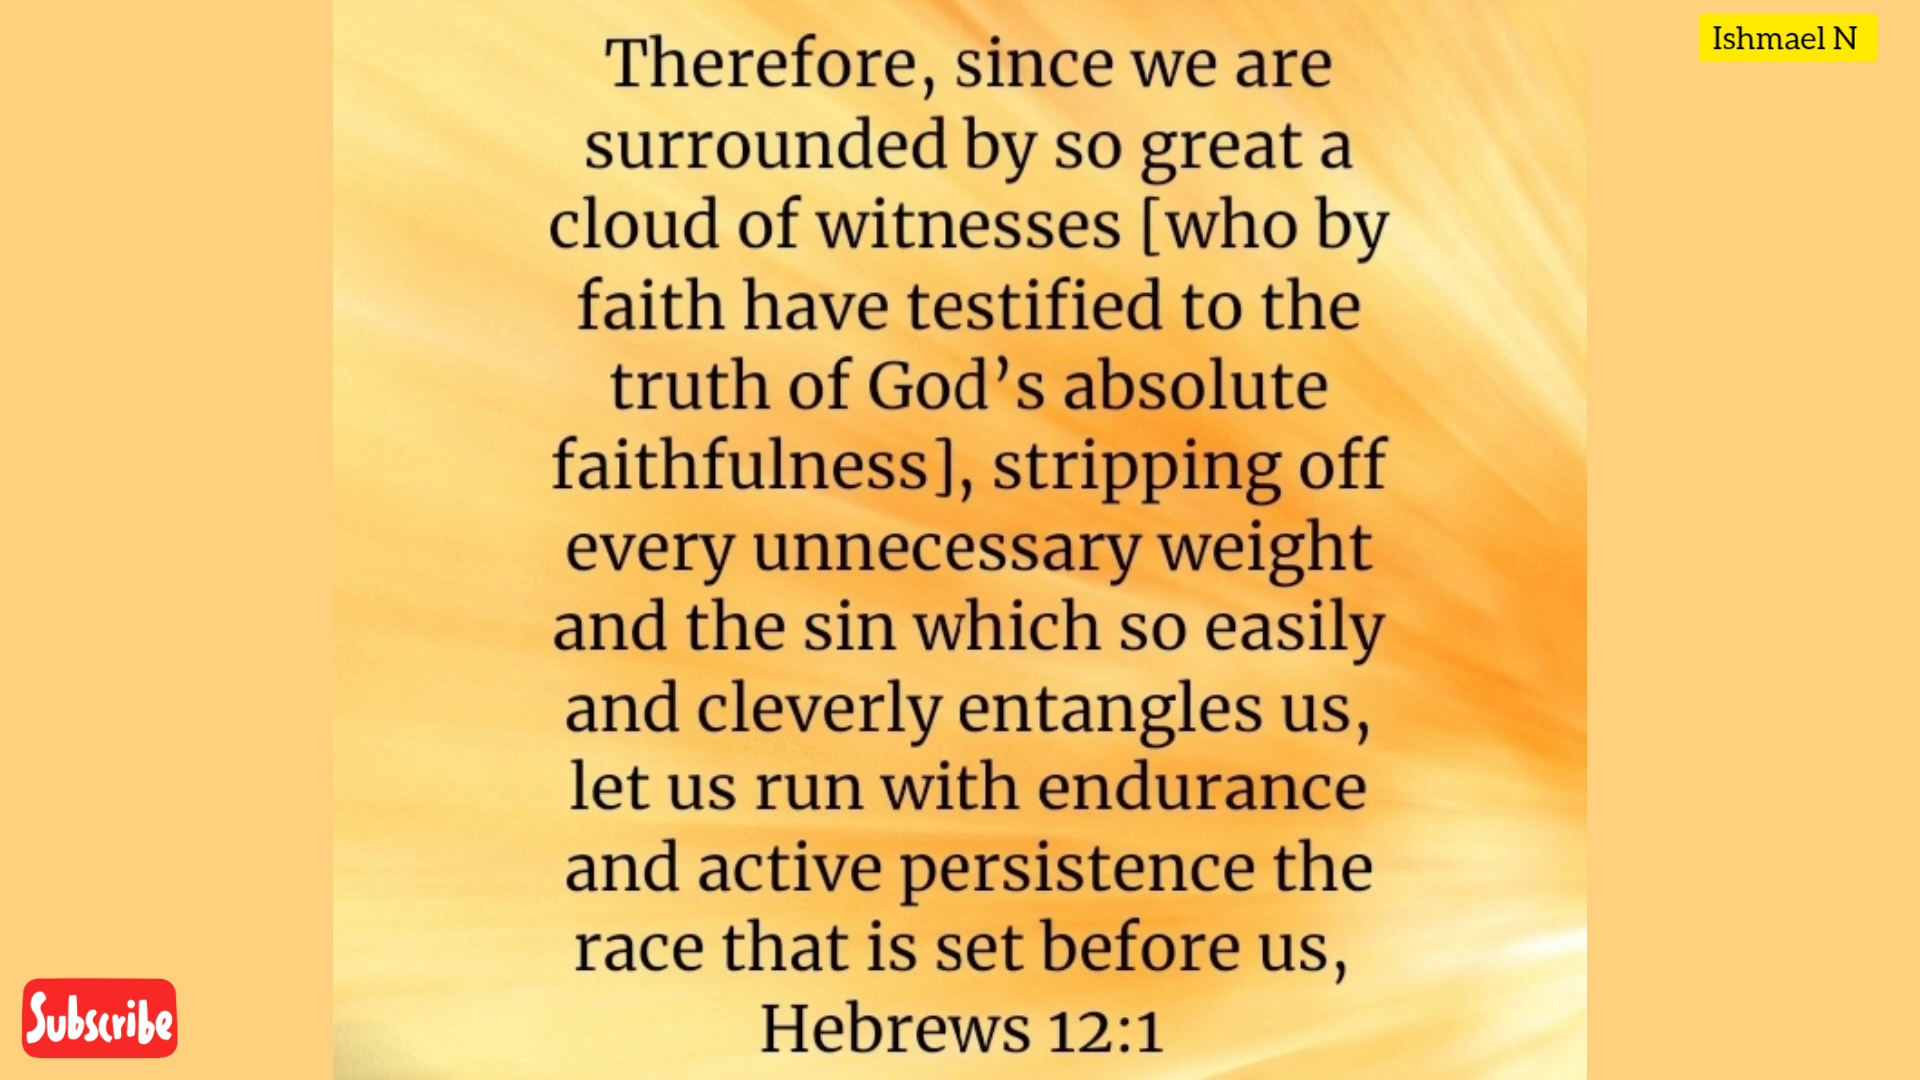 Ishmael N
Therefore, since we are
surrounded by so great a
cloud of witnesses [who by
faith have testified to the
truth of God’s absolute
faithfulness], stripping off
every unnecessary weight
and the sin which so easily
and cleverly entangles us,
let us run with endurance
and active persistence the
race that is set before us,
Hebrews 12:1
Subscribe